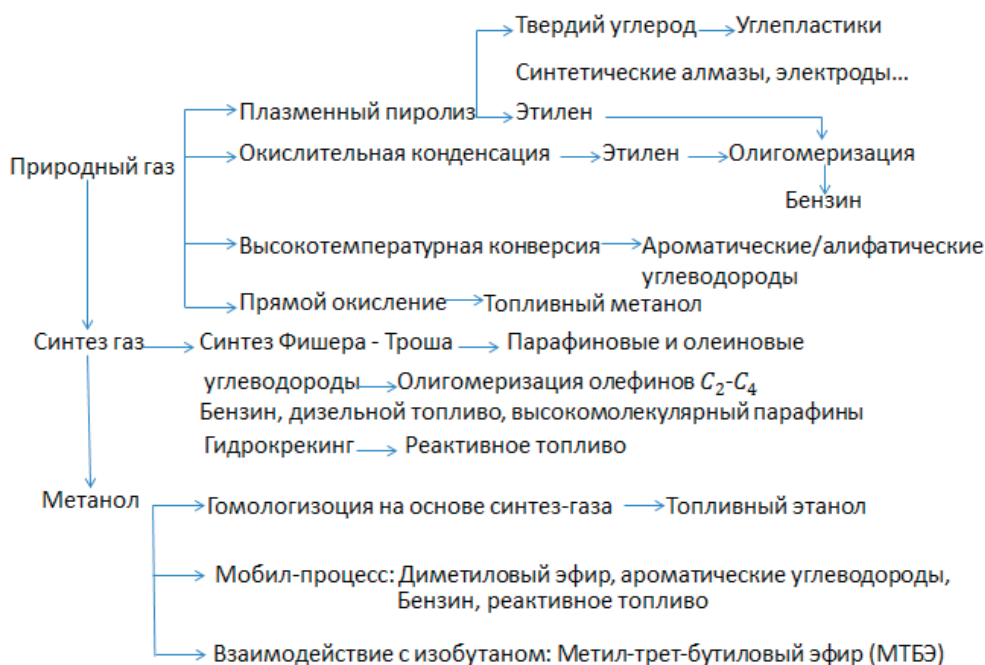 Твердий углерод Углепластики
Синтетические алмазы, электроды...
Плазменный пиролиз Этилен
Природный газ
Окислительная конденсация Этилен Олигомеризация
Бензин
Высокотемпературная конверсия Ароматические/алифатические
углеводороды
Прямой окисление Топливный метанол
Синтез газ Синтез Фишера - Троша Парафиновые и олеиновые
углеводороды Олигомеризация олефинов C₂-C₄
Бензин, дизельной топливо, высокомолекулярный парафины
Гидрокрекинг Реактивное топливо
Метанол
Гомологизоция на основе синтез-газа Топливный этанол
Мобил-процесс: Диметиловый эфир, ароматические углеводороды,
Бензин, реактивное топливо
Взаимодействие с изобутаном: Метил-трет-бутиловый эфир (МТБЭ)